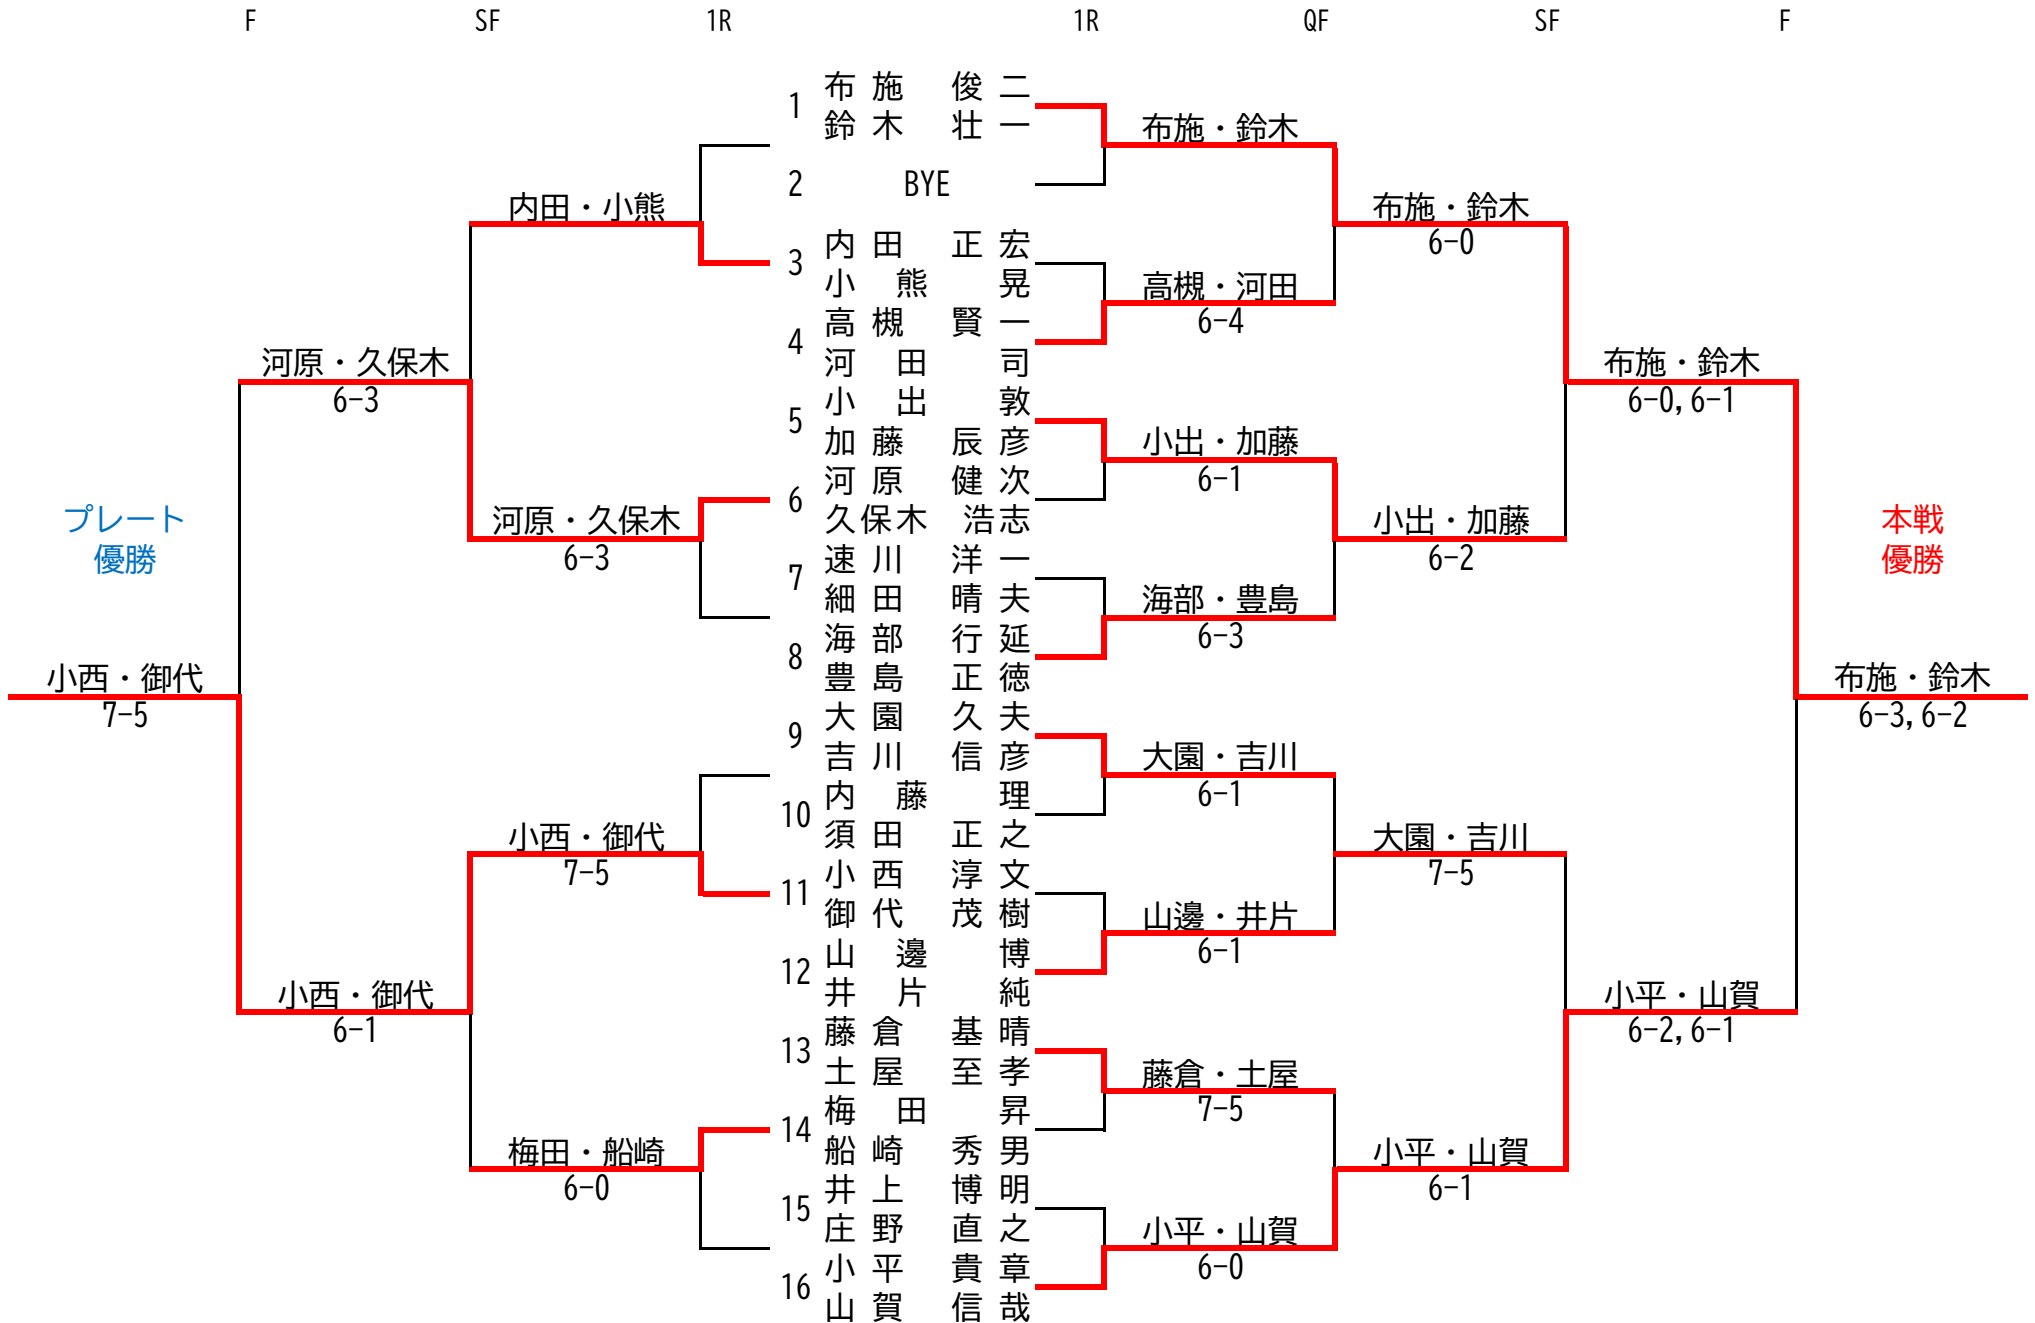 F SF 1R 1R QF SF F
1 布施 俊二
鈴木 壮一
2 BYE
3 内田 正宏
小熊 晃
4 高槻 賢一
河田 司
5 小出 敦
加藤 辰彦
6 河原 健次
久保木 浩志
7 速川 洋一
細田 晴夫
8 海部 行延
豊島 正徳
9 大園 久夫
吉川 信彦
10 内藤 理
須田 正之
11 小西 淳文
御代 茂樹
12 山邊 博
井片 純
13 藤倉 基晴
土屋 至孝
14 梅田 昇
船崎 秀男
15 井上 博明
庄野 直之
16 小平 貴章
山賀 信哉
内田・小熊
河原・久保木
6-3
小西・御代
7-5
梅田・船崎
6-0
河原・久保木
6-3
小西・御代
6-1
プレート
優勝
小西・御代
7-5
布施・鈴木
高槻・河田
6-4
小出・加藤
6-1
海部・豊島
6-3
大園・吉川
6-1
山邊・井片
6-1
藤倉・土屋
7-5
小平・山賀
6-0
布施・鈴木
6-0
小出・加藤
6-2
大園・吉川
7-5
小平・山賀
6-1
布施・鈴木
6-0,6-1
小平・山賀
6-2,6-1
本戦
優勝
布施・鈴木
6-3,6-2